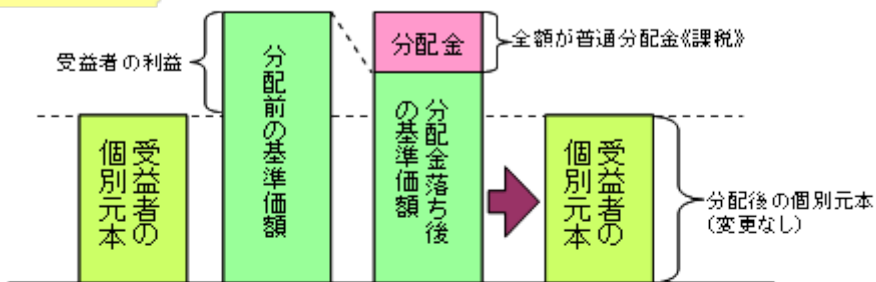 受益者の利益
受益者の
個別元本
分配前の基準価額
分配金
全額が普通分配金《課税》
分配金落ち後
の基準価額
受益者の
個別元本
分配後の個別元本
(変更なし)